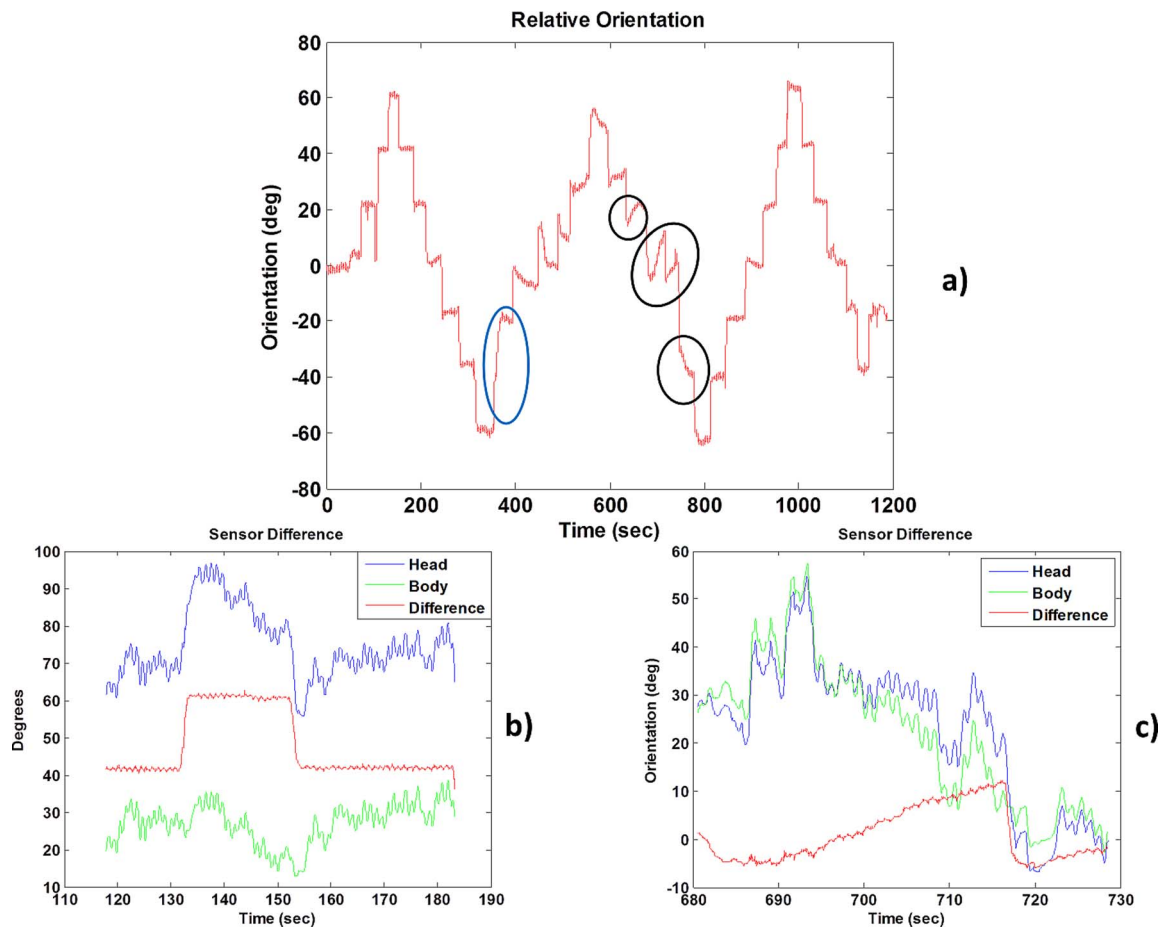 Relative Orientation
80
60
40
20
0
-20
-40
-60
-80
Orientation (deg)
0 200 400 600 800 1000 1200
Time (sec)
a)
Sensor Difference
100
90
80
70
60
50
40
30
20
10
Degrees
110 120 130 140 150 160 170 180 190
Time (sec)
Head
Body
Difference
b)
Sensor Difference
60
50
40
30
20
10
0
-10
Orientation (deg)
680 690 700 710 720 730
Time (sec)
Head
Body
Difference
c)